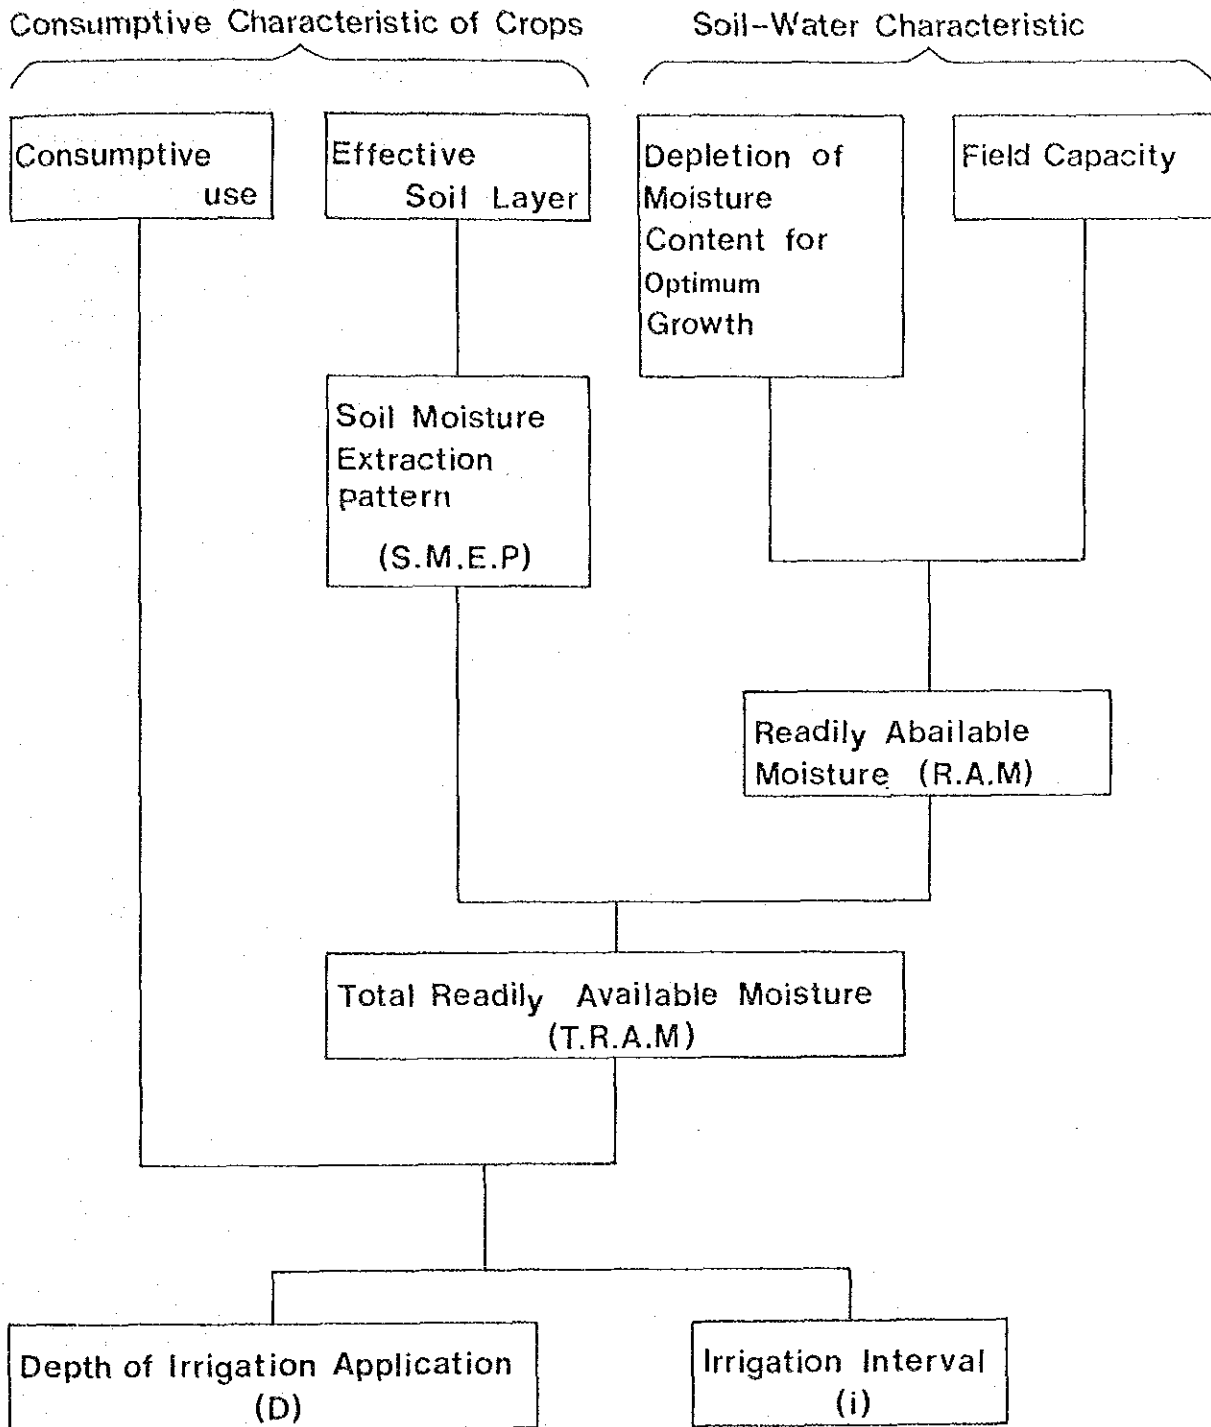 Consumptive Characteristic of Crops
Soil-Water Characteristic
Consumptive
use
Effective
Soil Layer
Depletion of
Moisture
Content for
Optimum
Growth
Field Capacity
Soil Moisture
Extraction
pattern
(S.M.E.P)
Readily Abailable
Moisture (R.A.M)
Total Readily Available Moisture
(T.R.A.M)
Depth of Irrigation Application
(D)
Irrigation Interval
(i)